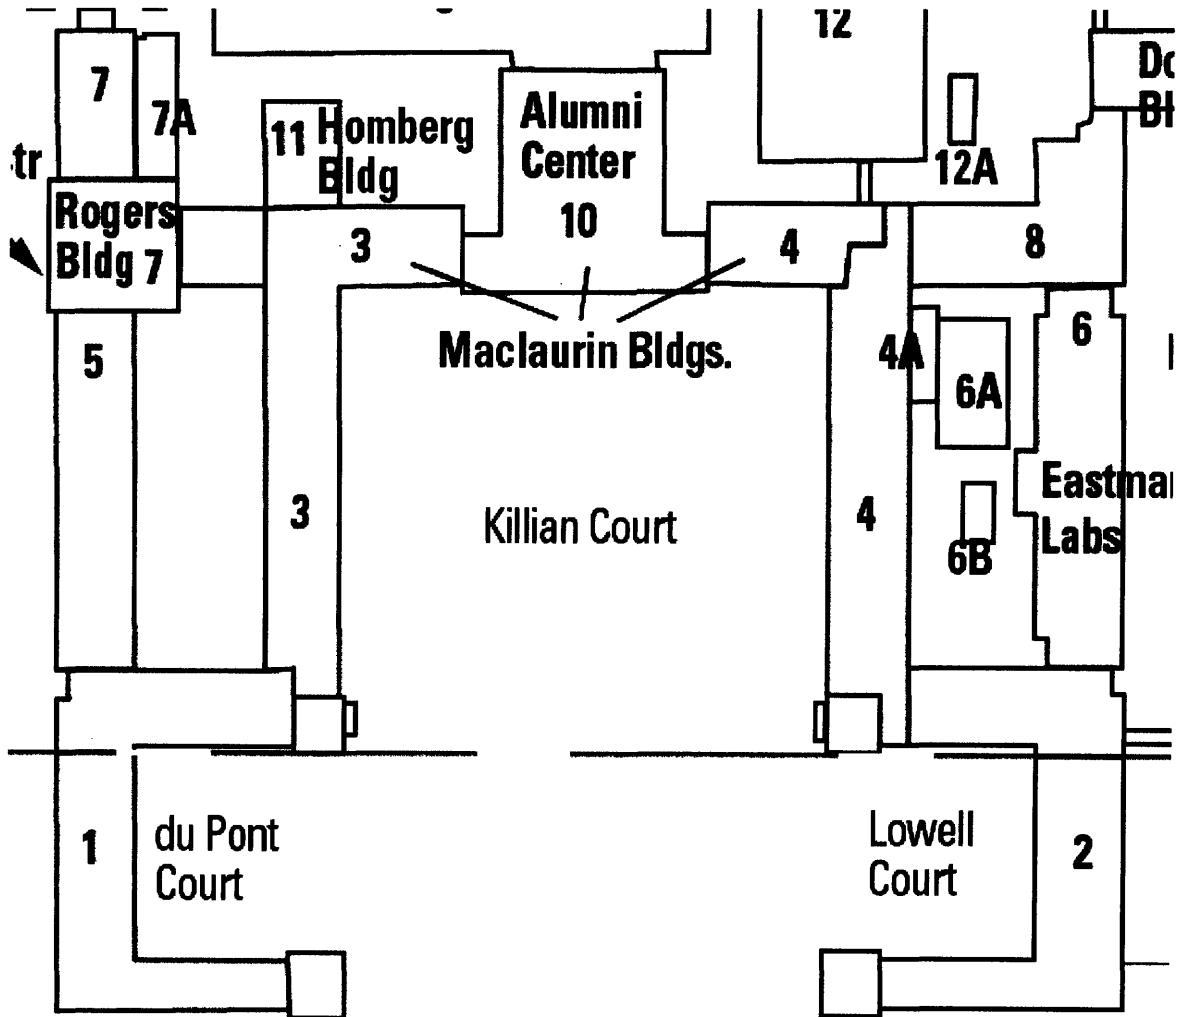 12
7
7A
11 Homberg
Bldg
Alumni
Center
10
12A
Rogers
Bldg 7
3
4
8
Maclaurin Bldgs.
5
4A
6
6A
3
Killian Court
4
6B
Labs
1
du Pont
Court
Lowell
Court
2